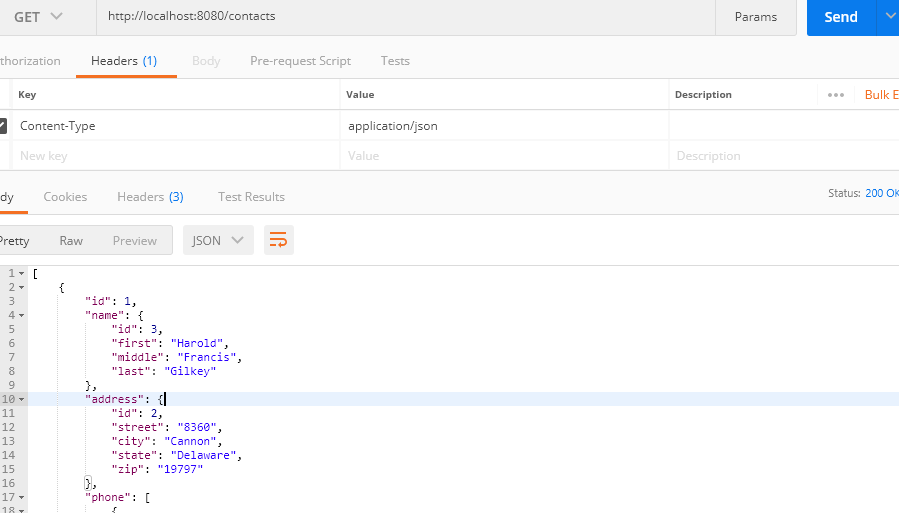 GET http://localhost:8080/contacts Params Send
thorization Headers (1) Body Pre-request Script Tests
Key Value Description ••• Bulk E
Content-Type application/json
New key Value Description
dy Cookies Headers (3) Test Results Status: 200 OK
Pretty Raw Preview JSON
1 [
2 {
3 "id": 1,
4 "name": {
5 "id": 3,
6 "first": "Harold",
7 "middle": "Francis",
8 "last": "Gilkey"
9 },
10 "address": {
11 "id": 2,
12 "street": "8360",
13 "city": "Cannon",
14 "state": "Delaware",
15 "zip": "19797"
16 },
17 "phone": [
18 {